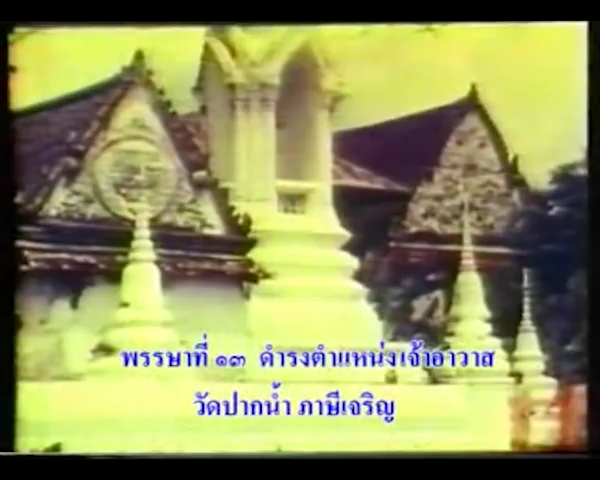 พรรษาที่ ๑๓ ดำรงตำแหน่งเจ้าอาวาส
วัดปากน้ำ ภาษีเจริญ